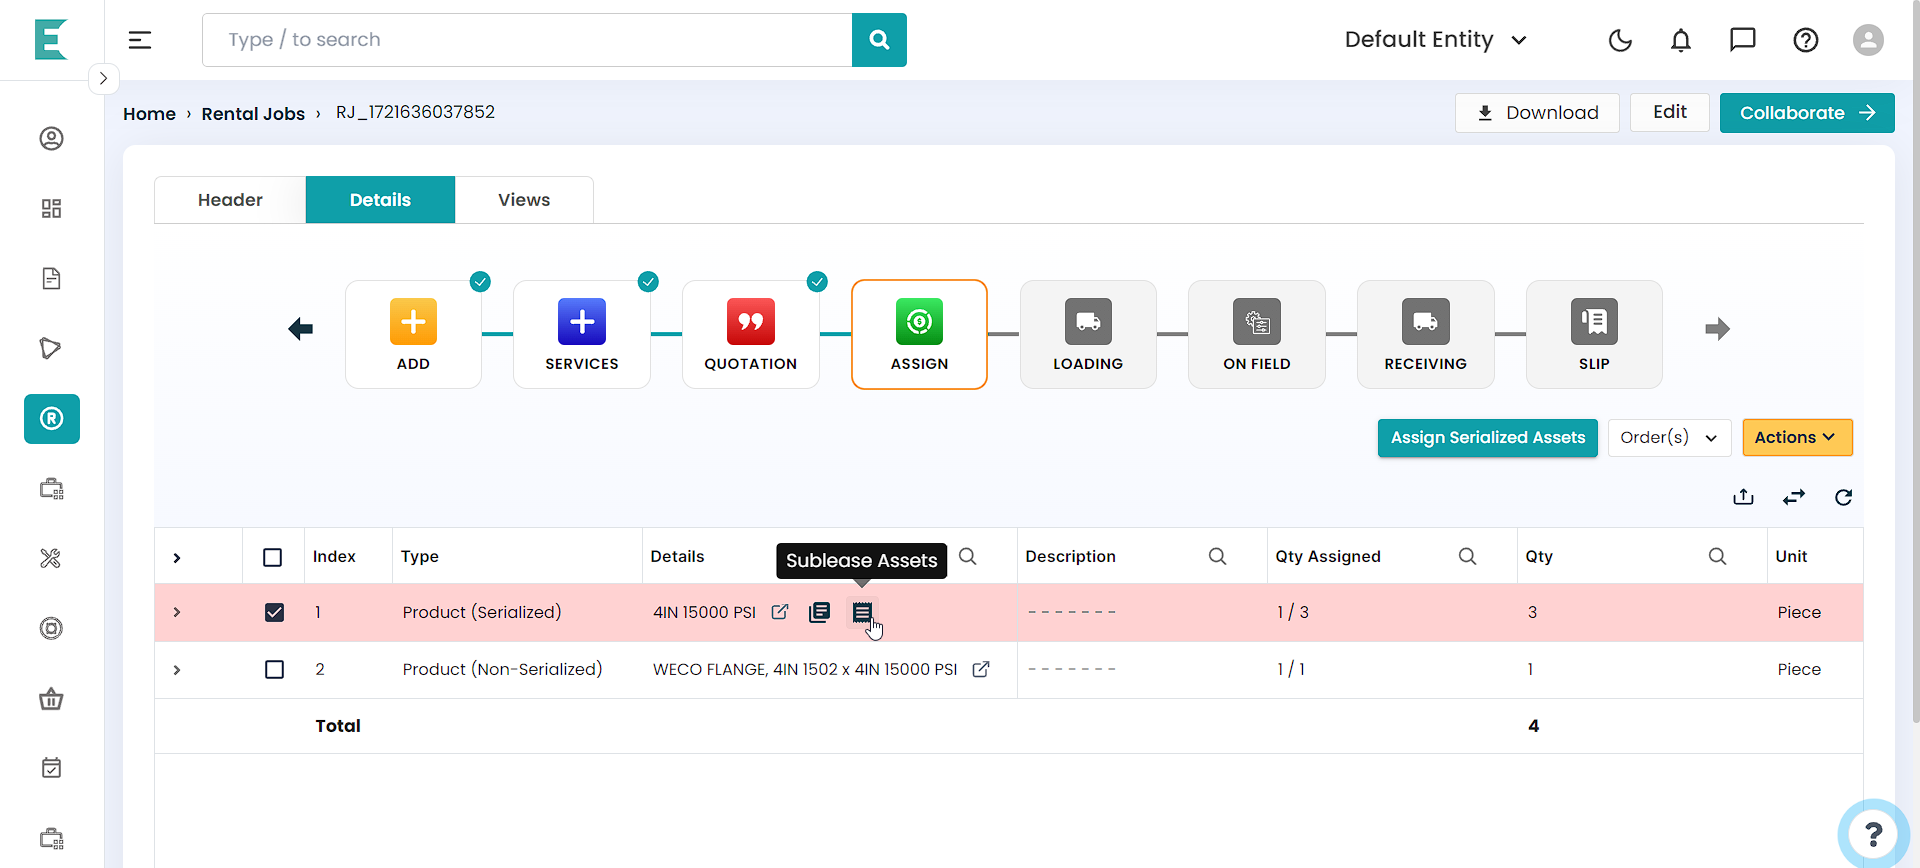 Type / to search
Default Entity
Home › Rental Jobs › RJ_1721636037852
Download
Edit
Collaborate
Header
Details
Views
ADD
SERVICES
QUOTATION
ASSIGN
LOADING
ON FIELD
RECEIVING
SLIP
Assign Serialized Assets
Order(s)
Actions
Index
Type
Details
Sublease Assets
Description
Qty Assigned
Qty
Unit
1 Product (Serialized) 4IN 15000 PSI - - - - - - - 1 / 3 3 Piece
2 Product (Non-Serialized) WECO FLANGE, 4IN 1502 x 4IN 15000 PSI - - - - - - - 1 / 1 1 Piece
Total 4